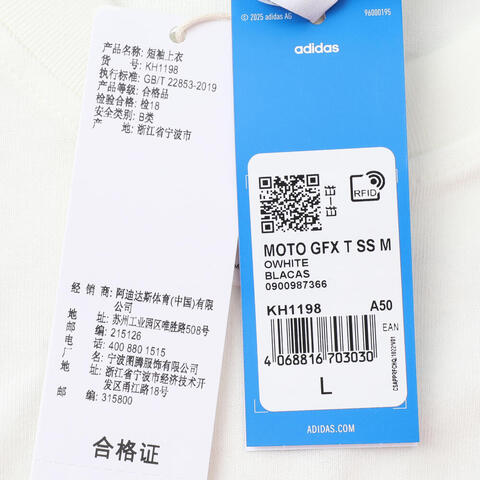 产品名称: 短袖上衣
货 号: KH1198
执行标准: GB/T 22853-2019
产品等级: 合格品
检验合格: 检18
安全类别: B类
产 地: 浙江省宁波市
经 销 商: 阿迪达斯体育(中国)有限
公司
地 址: 苏州工业园区唯胜路508号
邮 编: 215126
电 话: 400 880 1515
厂 名: 宁波图腾服饰有限公司
地 址: 浙江省宁波市经济技术开
发区甬江路18号
邮 编: 315800
合格证
© 2025 adidas AG
96000195
adidas
RFID
MOTO GFX T SS M
OWHITE
BLACAS
0900987366
KH1198 A50
EAN
4 068816 703030
L
ADIDAS.COM